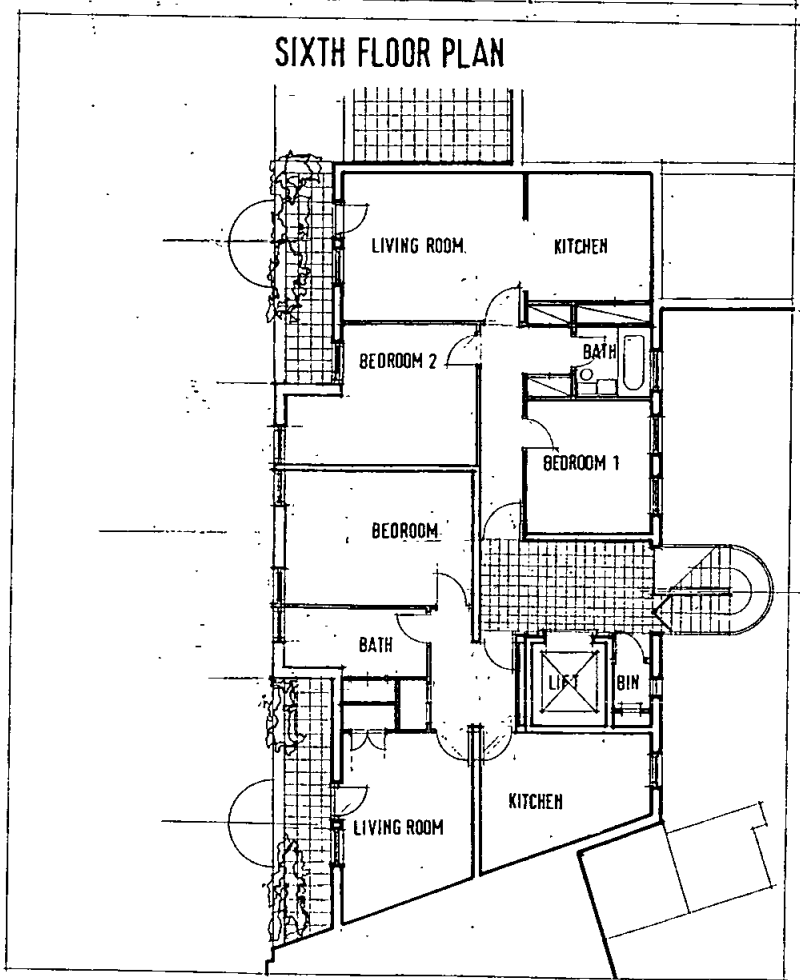 SIXTH FLOOR PLAN
LIVING ROOM
KITCHEN
BATH
BEDROOM 2
BEDROOM 1
BEDROOM
BATH
LIFT
BIN
KITCHEN
LIVING ROOM